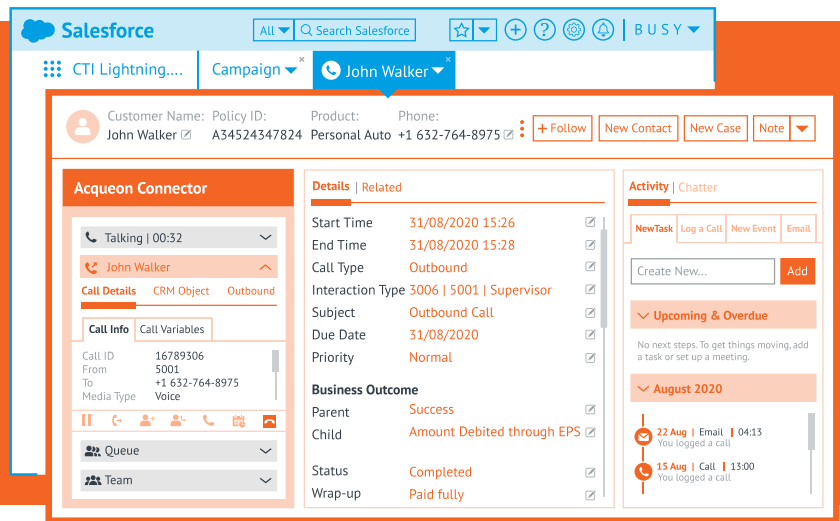 Salesforce
All
Search Salesforce
BUSY
CTI Lightning....
Campaign
John Walker
Customer Name: Policy ID: Product: Phone:
John Walker A34524347824 Personal Auto +1 632-764-8975
+ Follow
New Contact
New Case
Note
Acqueon Connector
Talking | 00:32
John Walker
Call Details CRM Object Outbound
Call Info Call Variables
Call ID 16789306
From 5001
To +1 632-764-8975
Media Type Voice
Queue
Team
Details | Related
Start Time 31/08/2020 15:26
End Time 31/08/2020 15:28
Call Type Outbound
Interaction Type 3006 | 5001 | Supervisor
Subject Outbound Call
Due Date 31/08/2020
Priority Normal
Business Outcome
Parent Success
Child Amount Debited through EPS
Status Completed
Wrap-up Paid fully
Activity | Chatter
NewTask Log a Call New Event Email
Create New... Add
Upcoming & Overdue
No next steps. To get things moving, add
a task or set up a meeting.
August 2020
22 Aug | Email | 04:13
You logged a call
15 Aug | Call | 13:00
You logged a call